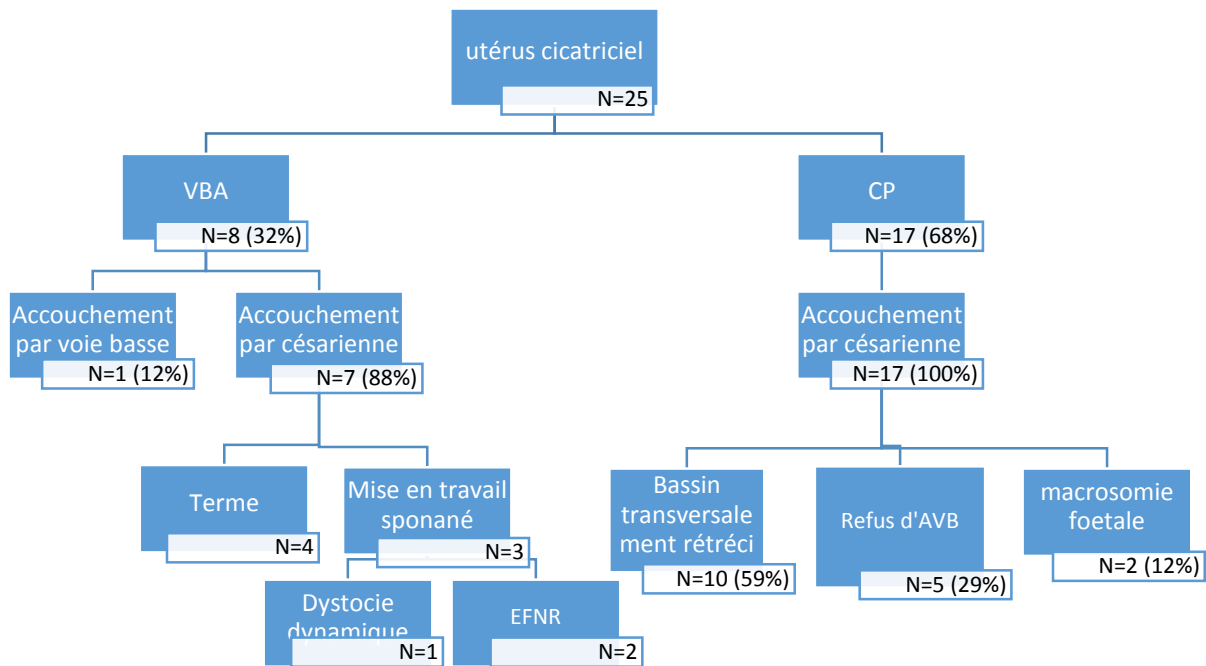 utérus cicatriciel
N=25
VBA
N=8 (32%)
CP
N=17 (68%)
Accouchement
par voie basse
N=1 (12%)
Accouchement
par césarienne
N=7 (88%)
Accouchement
par césarienne
N=17 (100%)
Terme
N=4
Mise en travail
sponané
N=3
Bassin
transversale
ment rétréci
N=10 (59%)
Refus d'AVB
N=5 (29%)
macrosomie
foetale
N=2 (12%)
Dystocie
dynamique
N=1
EFNR
N=2